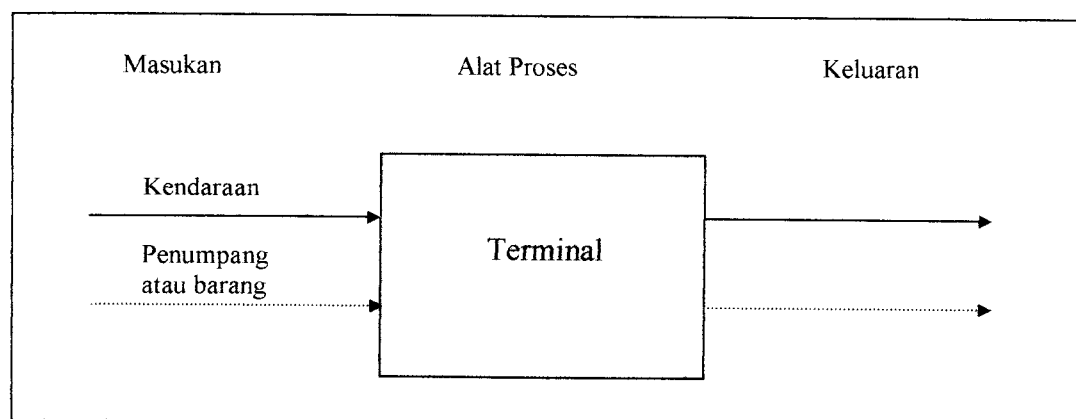 Masukan
Alat Proses
Keluaran
Kendaraan
Penumpang
atau barang
Terminal